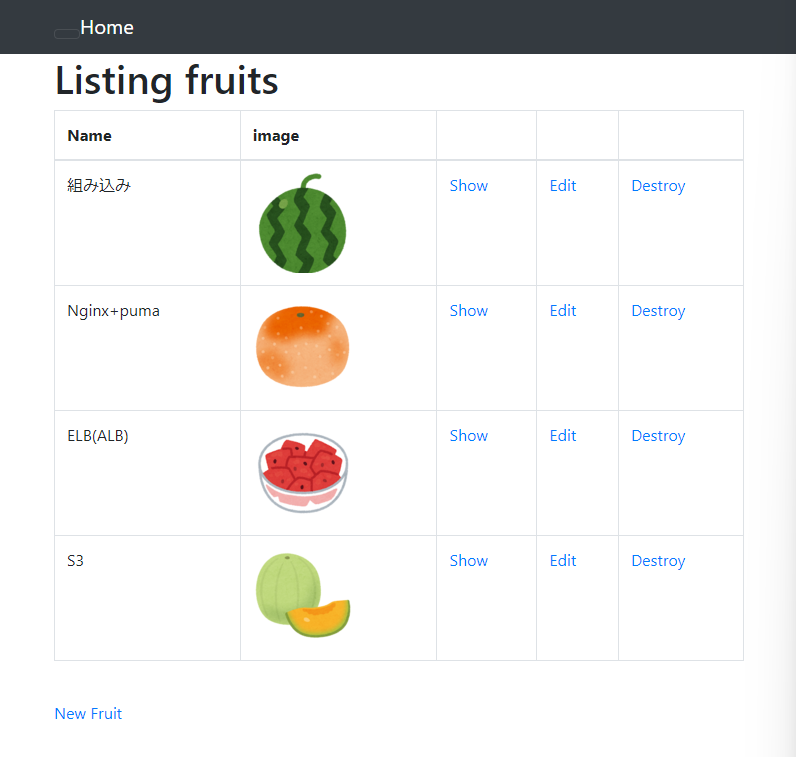 Home
Listing fruits
Name image
組み込み Show Edit Destroy
Nginx+puma Show Edit Destroy
ELB(ALB) Show Edit Destroy
S3 Show Edit Destroy
New Fruit